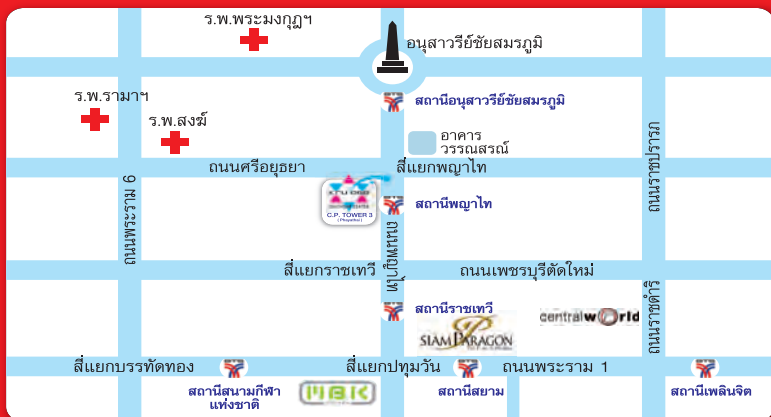 ร.พ.พระมงกุฎฯ
อนุสาวรีย์ชัยสมรภูมิ
ร.พ.รามาฯ
สถานีอนุสาวรีย์ชัยสมรภูมิ
ร.พ.สงฆ์
อาคาร
วรรณสรณ์
ถนนศรีอยุธยา
สี่แยกพญาไท
ถนนราชปรารภ
ถนนพระราม 6
C.P. TOWER 3
(Phayathai)
สถานีพญาไท
ถนนพญาไท
สี่แยกราชเทวี
ถนนเพชรบุรีตัดใหม่
ถนนราชดำริ
สถานีราชเทวี
SIAM PARAGON
centralworld
สี่แยกบรรทัดทอง
สี่แยกปทุมวัน
ถนนพระราม 1
สถานีสนามกีฬา
แห่งชาติ
MBK
สถานีสยาม
สถานีเพลินจิต